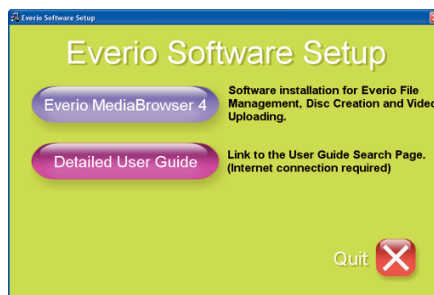 Everio Software Setup
Everio Software Setup
Everio MediaBrowser 4
Software installation for Everio File
Management, Disc Creation and Video
Uploading.
Detailed User Guide
Link to the User Guide Search Page.
(Internet connection required)
Quit